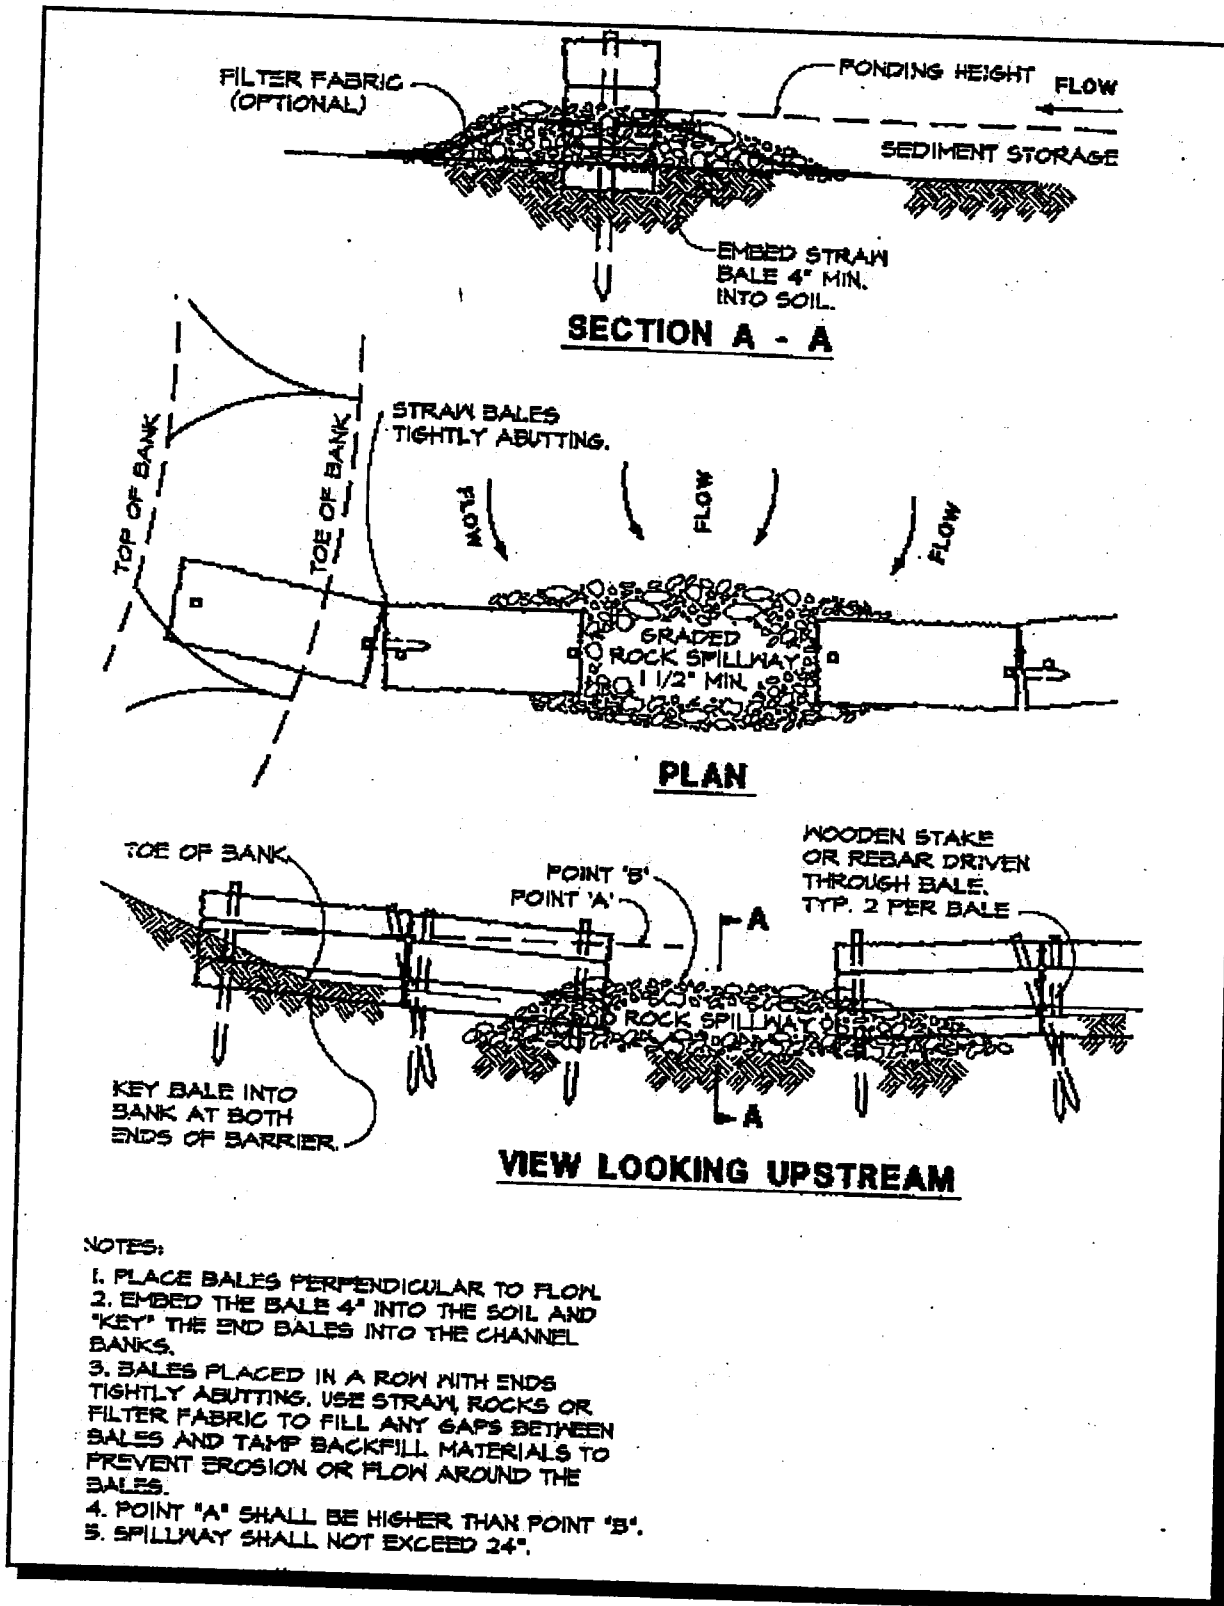 FILTER FABRIC
(OPTIONAL)
PONDING HEIGHT
FLOW
SEDIMENT STORAGE
EMBED STRAW
BALE 4" MIN.
INTO SOIL.
SECTION A - A
STRAW BALES
TIGHTLY ABUTTING.
TOP OF BANK
TOE OF BANK
FLOW
FLOW
FLOW
GRADED
ROCK SPILLWAY
1 1/2" MIN.
PLAN
TOE OF BANK
POINT 'B'
POINT 'A'
WOODEN STAKE
OR REBAR DRIVEN
THROUGH BALE.
TYP. 2 PER BALE
A
ROCK SPILLWAY
A
KEY BALE INTO
BANK AT BOTH
ENDS OF BARRIER.
VIEW LOOKING UPSTREAM
NOTES:
1. PLACE BALES PERPENDICULAR TO FLOW.
2. EMBED THE BALE 4" INTO THE SOIL AND
"KEY" THE END BALES INTO THE CHANNEL
BANKS.
3. BALES PLACED IN A ROW WITH ENDS
TIGHTLY ABUTTING. USE STRAW, ROCKS OR
FILTER FABRIC TO FILL ANY GAPS BETWEEN
BALES AND TAMP BACKFILL MATERIALS TO
PREVENT EROSION OR FLOW AROUND THE
BALES.
4. POINT "A" SHALL BE HIGHER THAN POINT "B".
5. SPILLWAY SHALL NOT EXCEED 24".